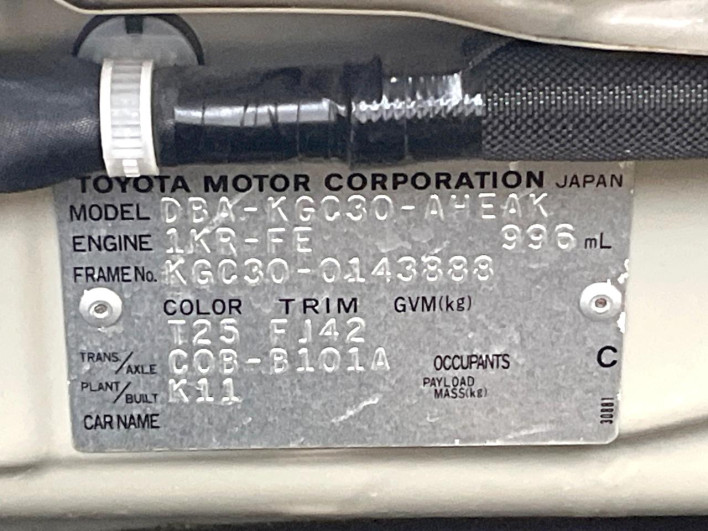 TOYOTA MOTOR CORPORATION JAPAN
MODEL DBA-KGC30-AHEAK
ENGINE 1KR-FE 996 mL
FRAME No. KGC30-0143888
COLOR TRIM GVM(kg)
T25 FJ42
TRANS./AXLE C0B-B101A OCCUPANTS C
PLANT/BUILT K11 PAYLOAD MASS(kg)
CAR NAME
30881